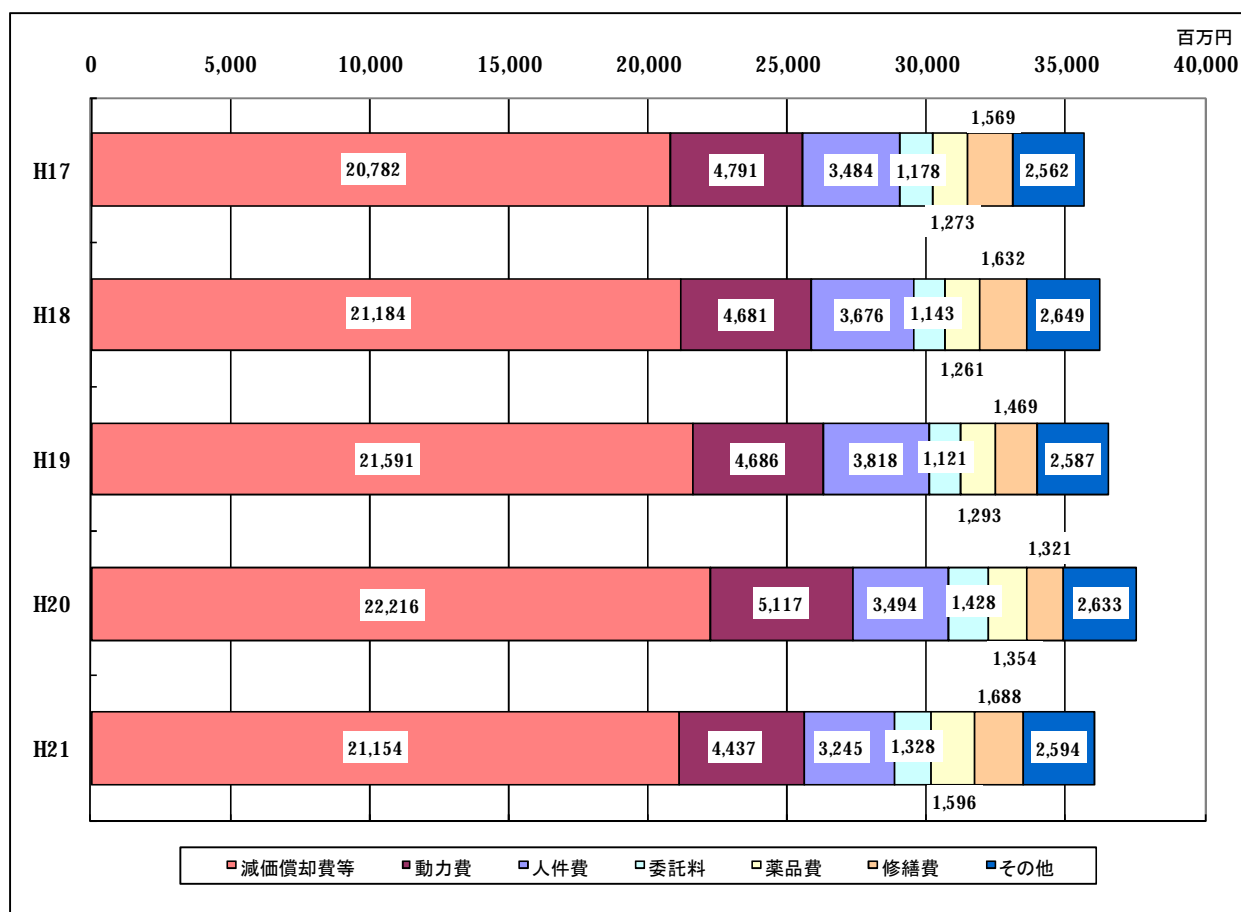 百万円
0 5,000 10,000 15,000 20,000 25,000 30,000 35,000 40,000
1,569
H17 20,782 4,791 3,484 1,178 2,562
1,273
1,632
H18 21,184 4,681 3,676 1,143 2,649
1,261
1,469
H19 21,591 4,686 3,818 1,121 2,587
1,293
1,321
H20 22,216 5,117 3,494 1,428 2,633
1,354
1,688
H21 21,154 4,437 3,245 1,328 2,594
1,596
減価償却費等 動力費 人件費 委託料 薬品費 修繕費 その他